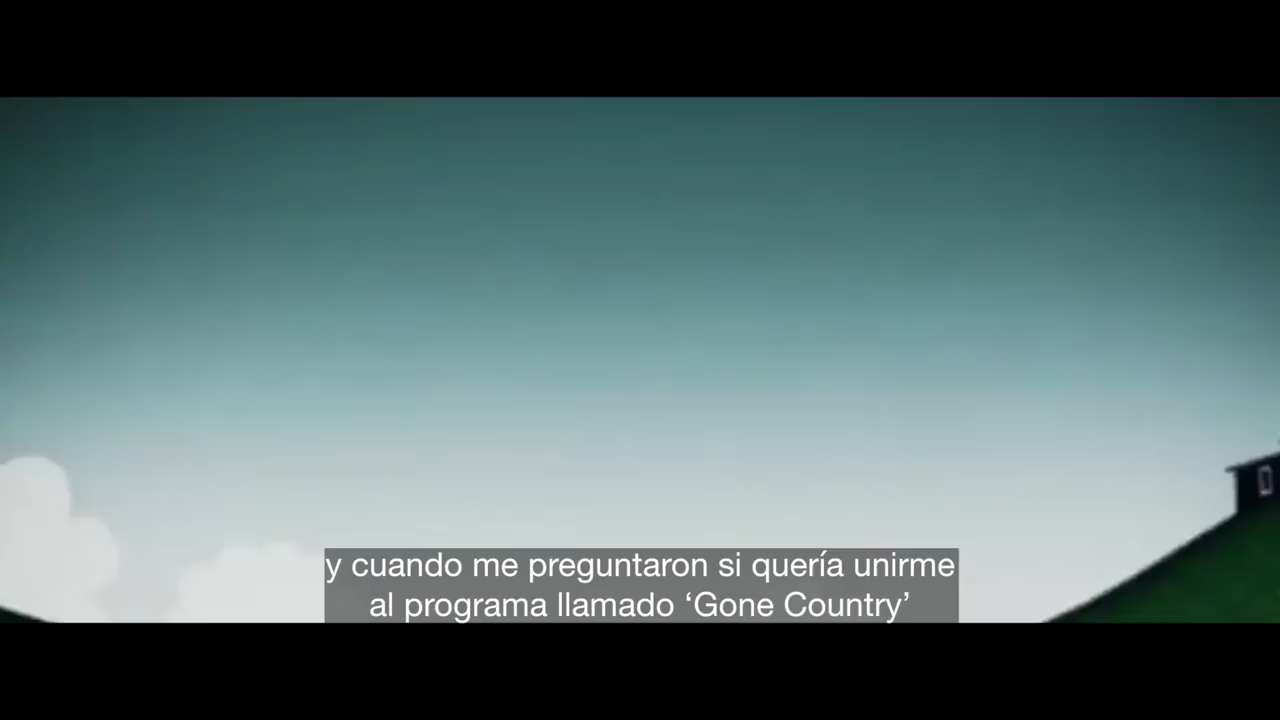 y cuando me preguntaron si quería unirme
al programa llamado ‘Gone Country’